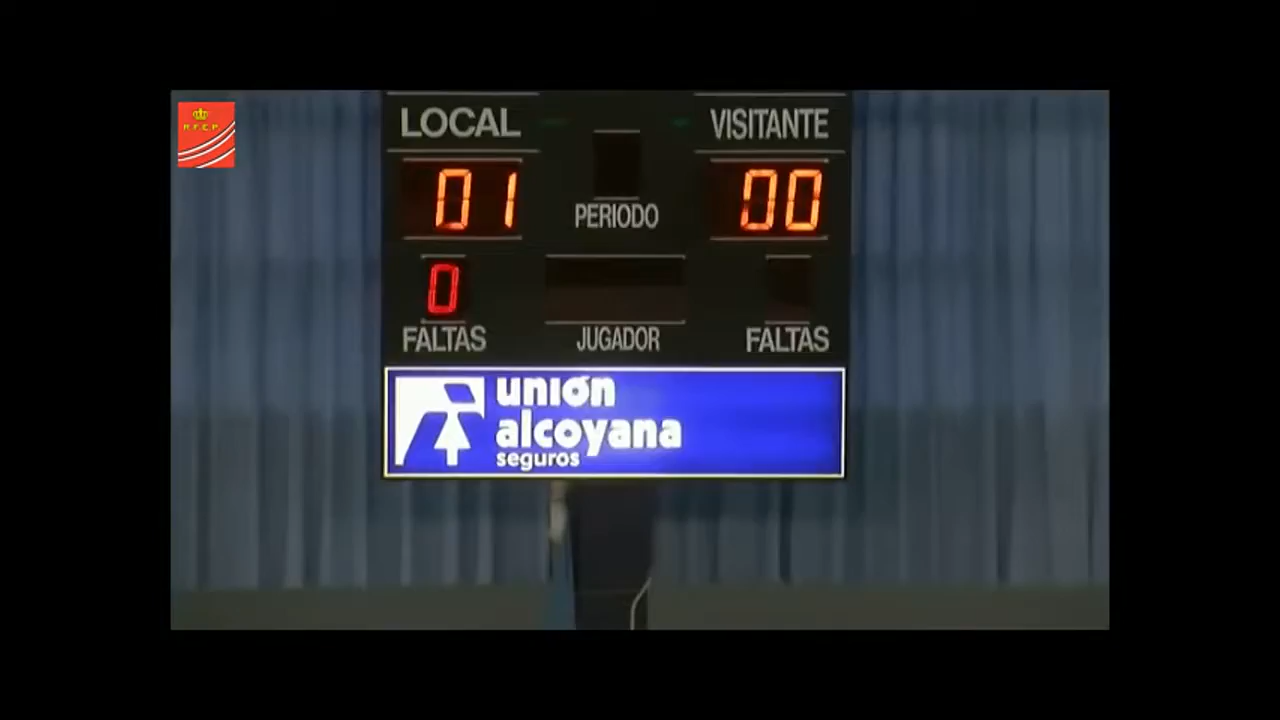 R.F.C.P.
LOCAL
VISITANTE
01
00
PERIODO
0
FALTAS
JUGADOR
FALTAS
unión
alcoyana
seguros